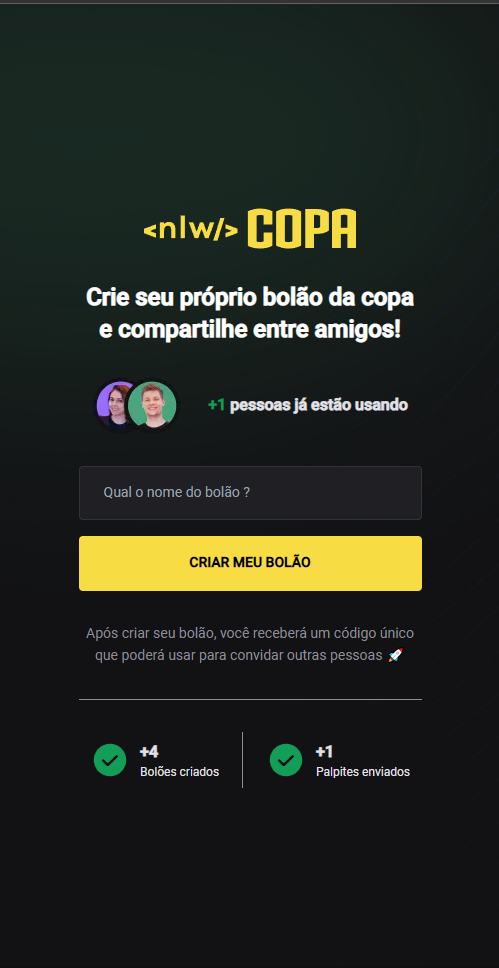 <nlw/> COPA
Crie seu próprio bolão da copa
e compartilhe entre amigos!
+1 pessoas já estão usando
Qual o nome do bolão ?
CRIAR MEU BOLÃO
Após criar seu bolão, você receberá um código único
que poderá usar para convidar outras pessoas 🚀
+4
Bolões criados
+1
Palpites enviados